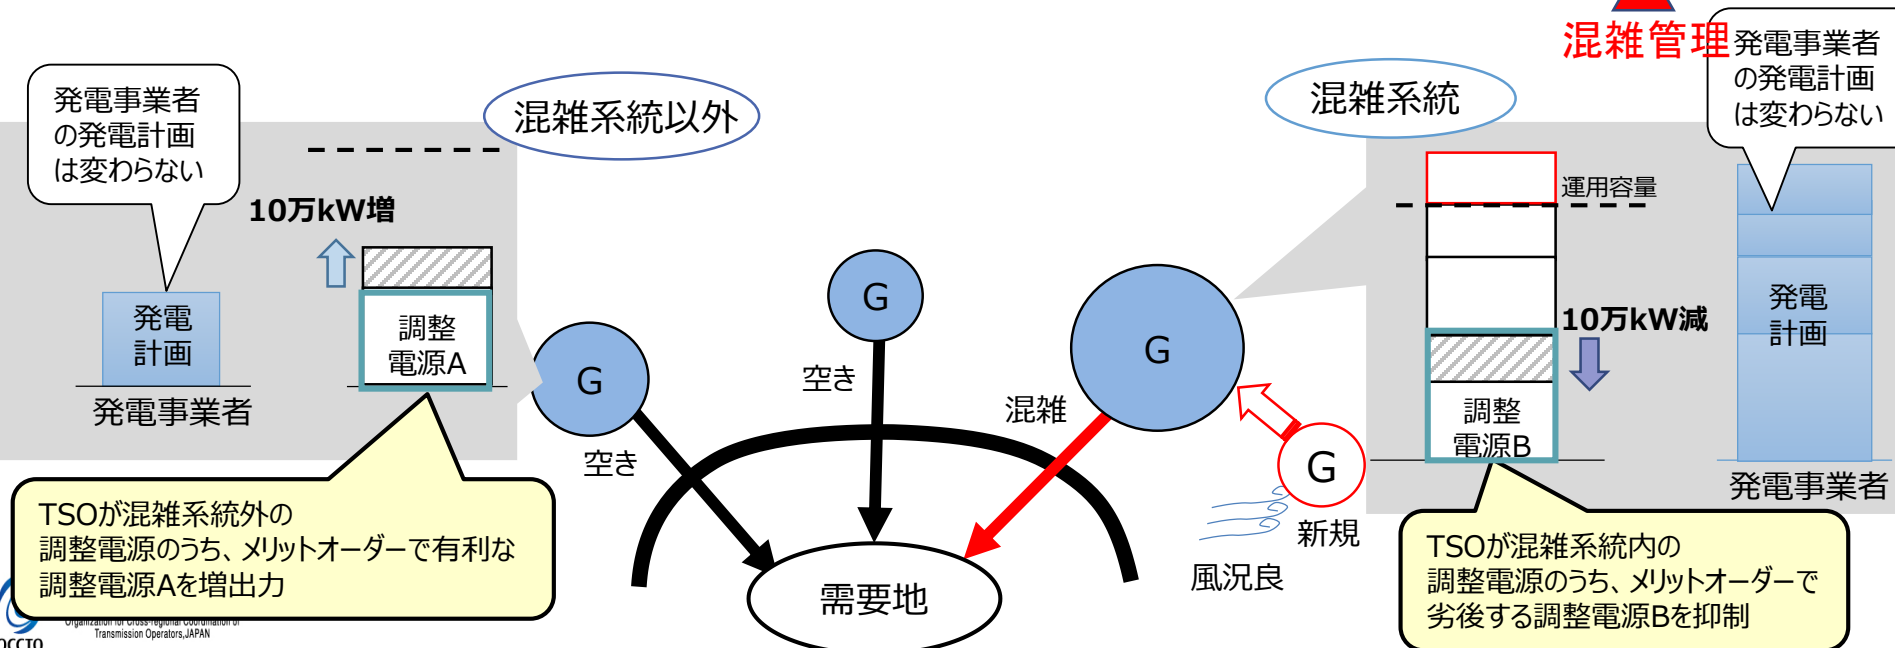 混雑管理
発電事業者
の発電計画
は変わらない
混雑系統以外
混雑系統
発電事業者
の発電計画
は変わらない
10万kW増
運用容量
発電
計画
調整
電源A
発電事業者
G
空き
G
空き
G
混雑
10万kW減
調整
電源B
発電
計画
発電事業者
G
新規
風況良
需要地
TSOが混雑系統外の
調整電源のうち、メリットオーダーで有利な
調整電源Aを増出力
TSOが混雑系統内の
調整電源のうち、メリットオーダーで
劣後する調整電源Bを抑制
Organization for Cross-regional Coordination of
Transmission Operators,JAPAN
OCCTO